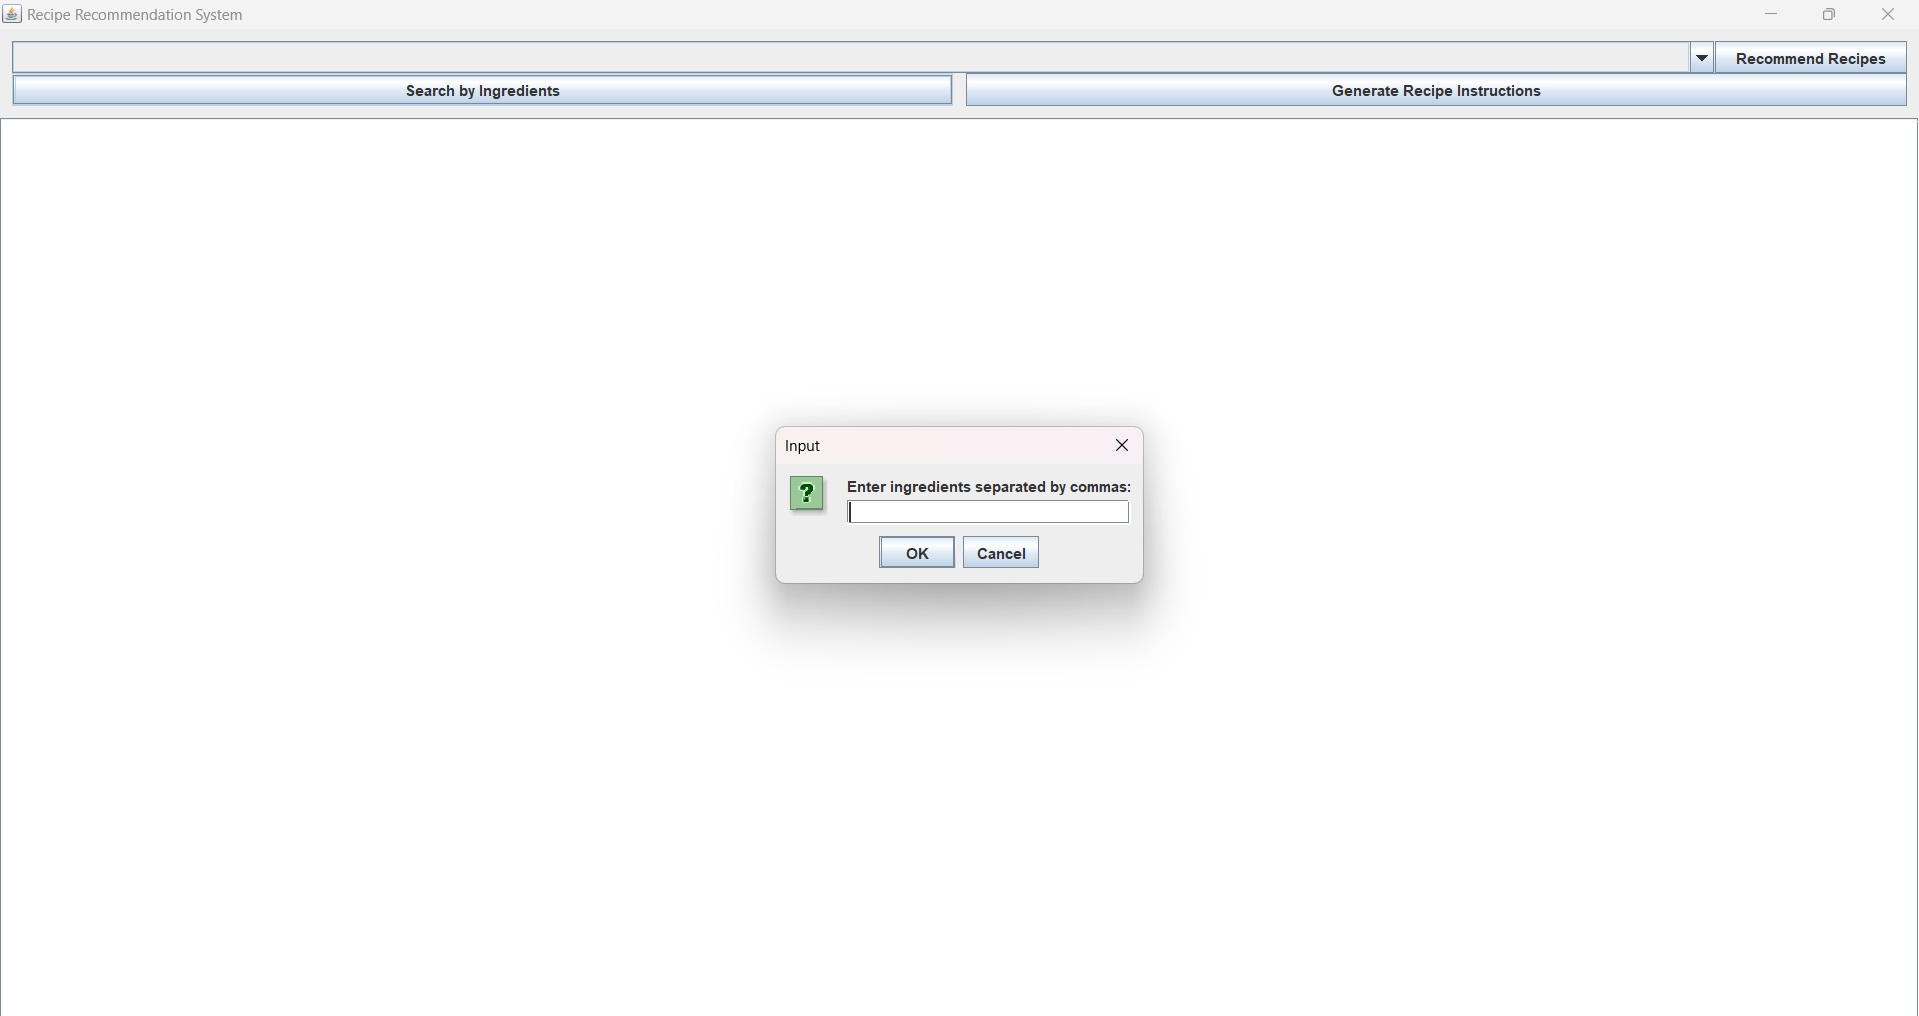 Recipe Recommendation System
Recommend Recipes
Search by Ingredients
Generate Recipe Instructions
Input
?
Enter ingredients separated by commas:
OK
Cancel